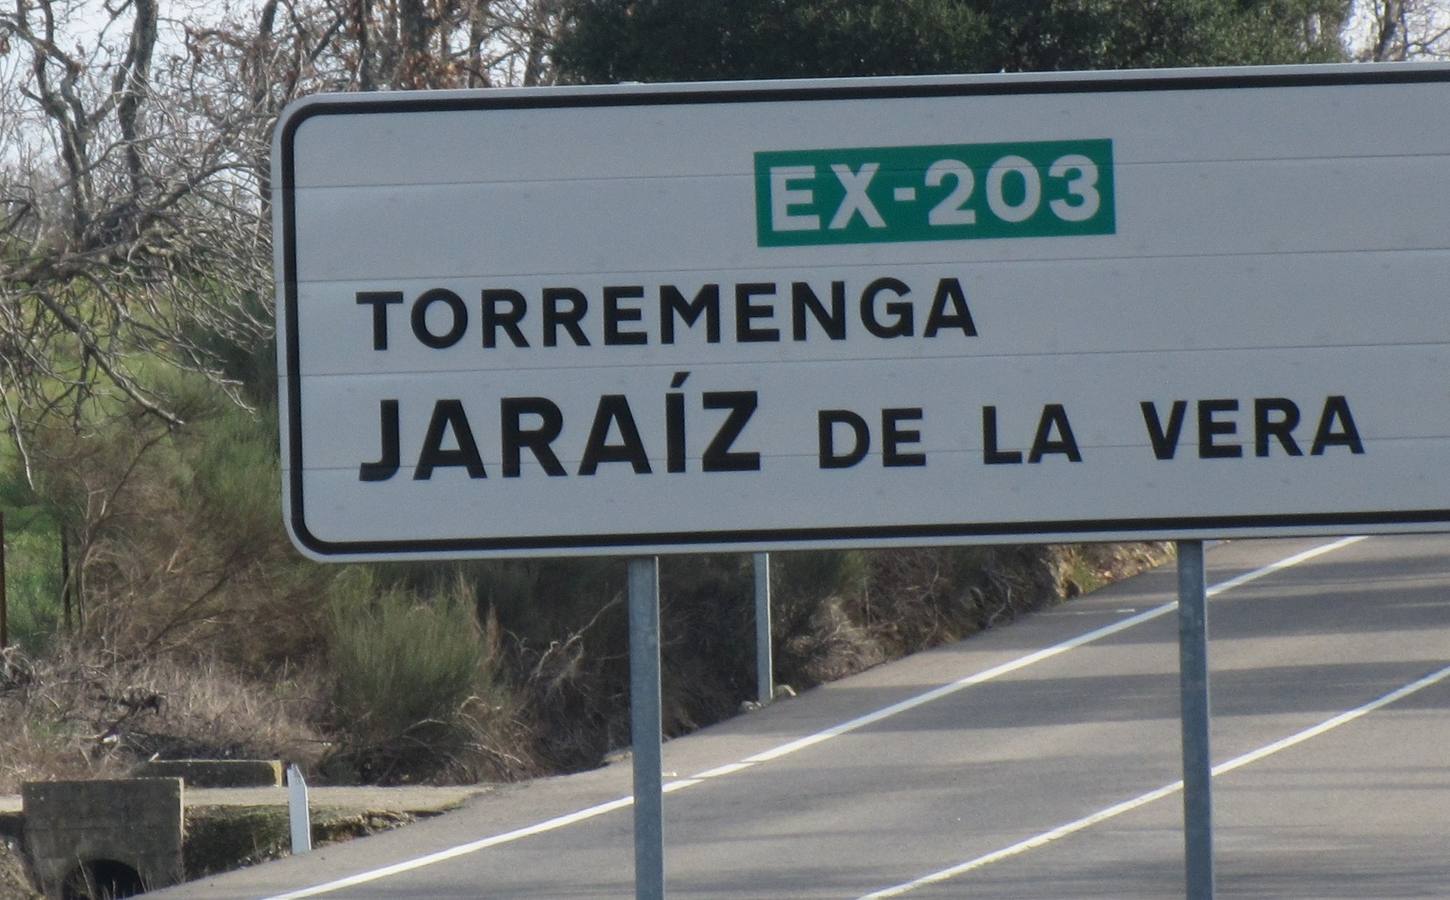 EX-203
TORREMENGA
JARAÍZ DE LA VERA